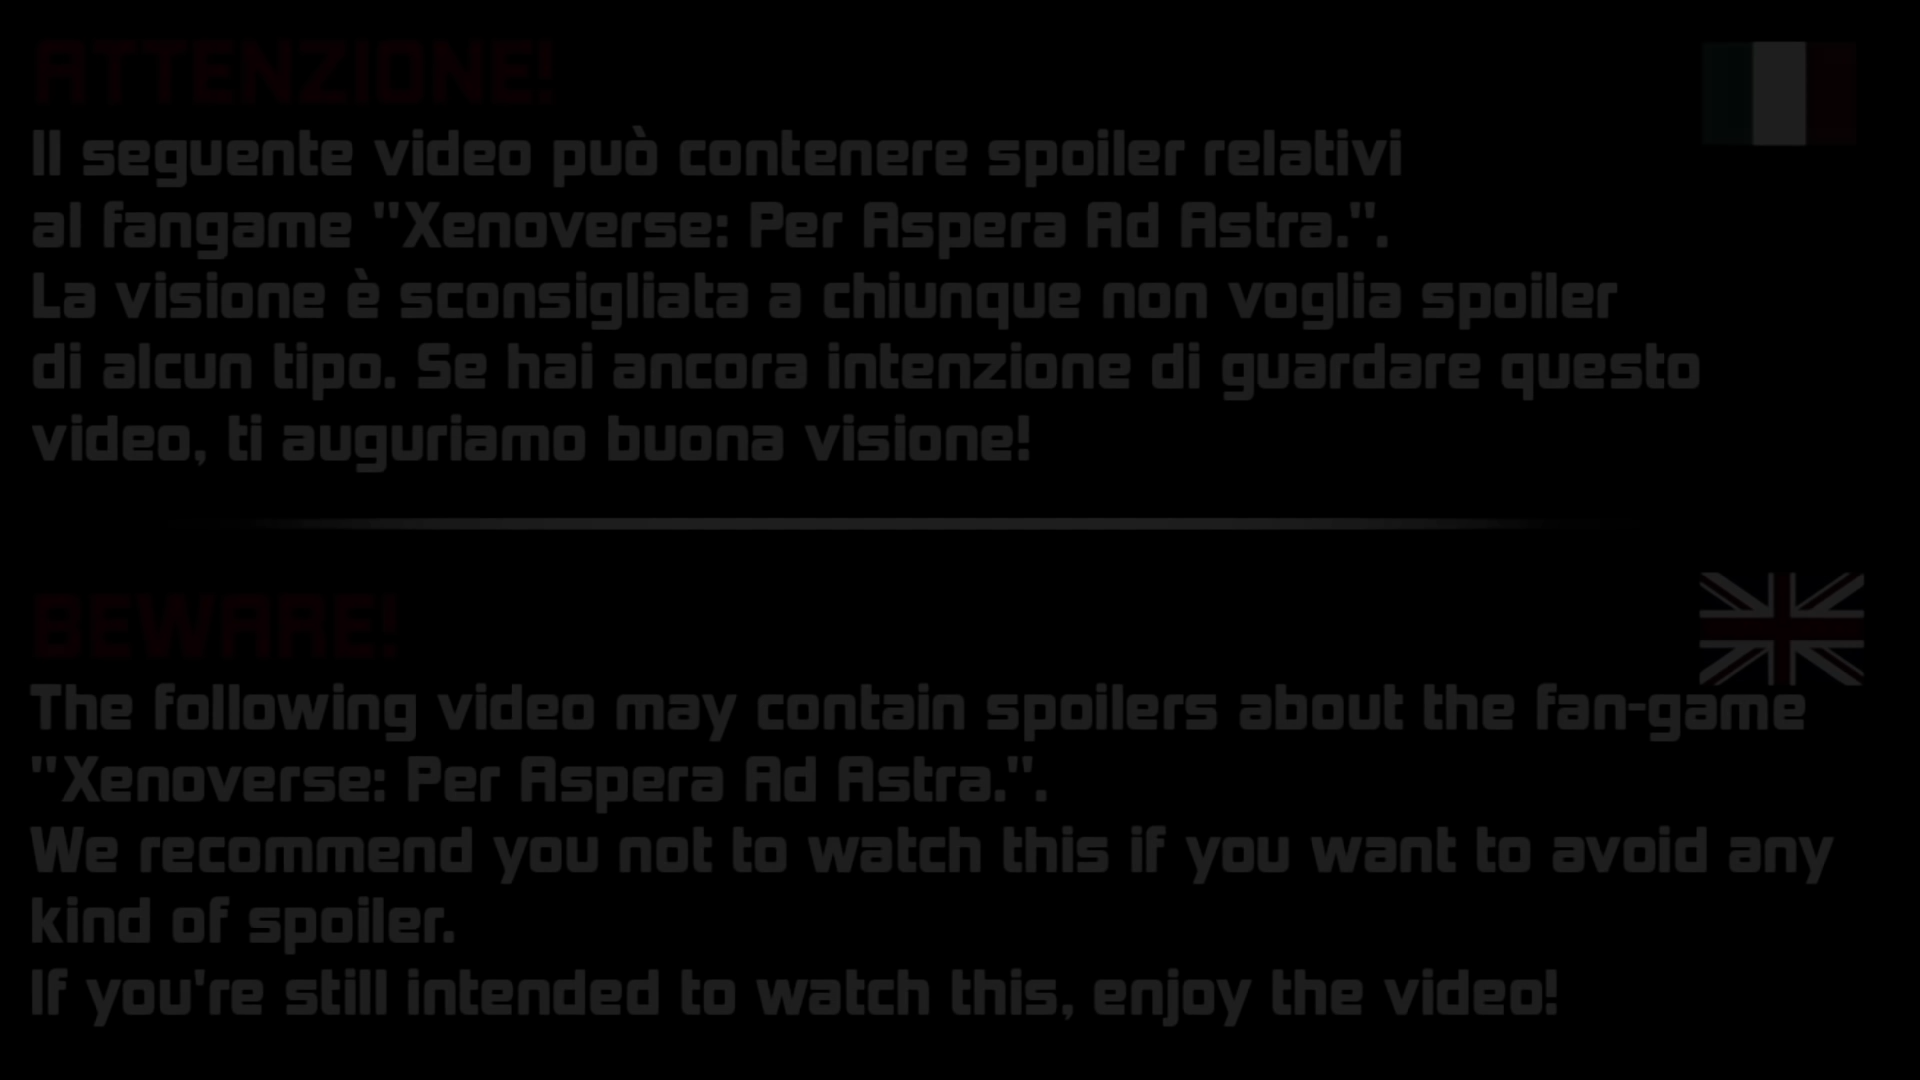 ATTENZIONE!
Il seguente video può contenere spoiler relativi
al fangame "Xenoverse: Per Aspera Ad Astra.".
La visione è sconsigliata a chiunque non voglia spoiler
di alcun tipo. Se hai ancora intenzione di guardare questo
video, ti auguriamo buona visione!
BEWARE!
The following video may contain spoilers about the fan-game
"Xenoverse: Per Aspera Ad Astra.".
We recommend you not to watch this if you want to avoid any
kind of spoiler.
If you're still intended to watch this, enjoy the video!